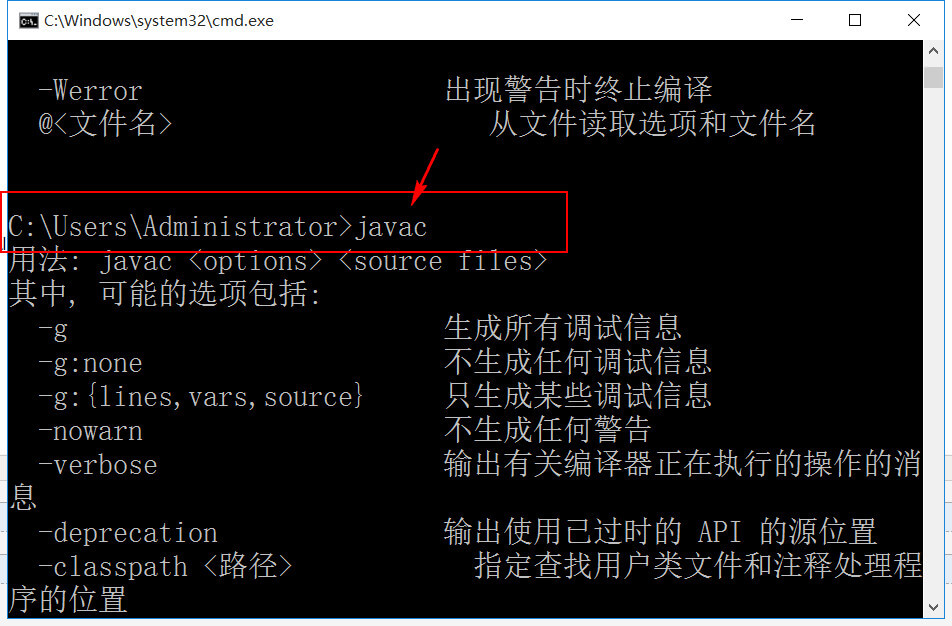 C:\Windows\system32\cmd.exe
-Werror 出现警告时终止编译
@<文件名> 从文件读取选项和文件名
C:\Users\Administrator>javac
用法: javac <options> <source files>
其中, 可能的选项包括:
-g 生成所有调试信息
-g:none 不生成任何调试信息
-g:{lines,vars,source} 只生成某些调试信息
-nowarn 不生成任何警告
-verbose 输出有关编译器正在执行的操作的消
息
-deprecation 输出使用已过时的 API 的源位置
-classpath <路径> 指定查找用户类文件和注释处理程
序的位置